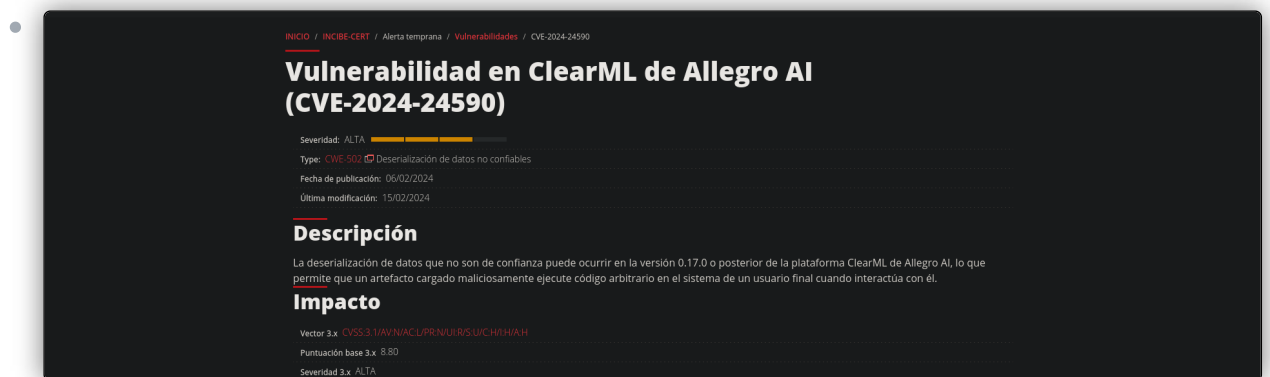 INICIO / INCIBE-CERT / Alerta temprana / Vulnerabilidades / CVE-2024-24590
Vulnerabilidad en ClearML de Allegro AI
(CVE-2024-24590)
Severidad: ALTA
Type: CWE-502 Deserialización de datos no confiables
Fecha de publicación: 06/02/2024
Última modificación: 15/02/2024
Descripción
La deserialización de datos que no son de confianza puede ocurrir en la versión 0.17.0 o posterior de la plataforma ClearML de Allegro AI, lo que
permite que un artefacto cargado maliciosamente ejecute código arbitrario en el sistema de un usuario final cuando interactúa con él.
Impacto
Vector 3.x CVSS:3.1/AV:N/AC:L/PR:N/UI:R/S:U/C:H/I:H/A:H
Puntuación base 3.x 8.80
Severidad 3.x ALTA